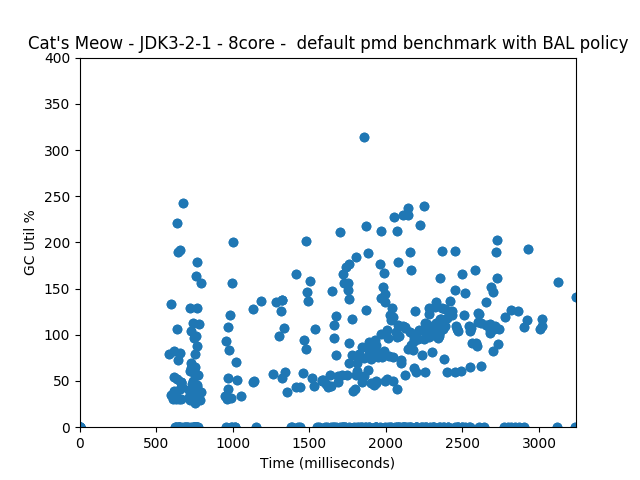 Cat's Meow - JDK3-2-1 - 8core -  default pmd benchmark with BAL policy
400
350
300
250
200
150
100
50
0
GC Util %
0 500 1000 1500 2000 2500 3000
Time (milliseconds)